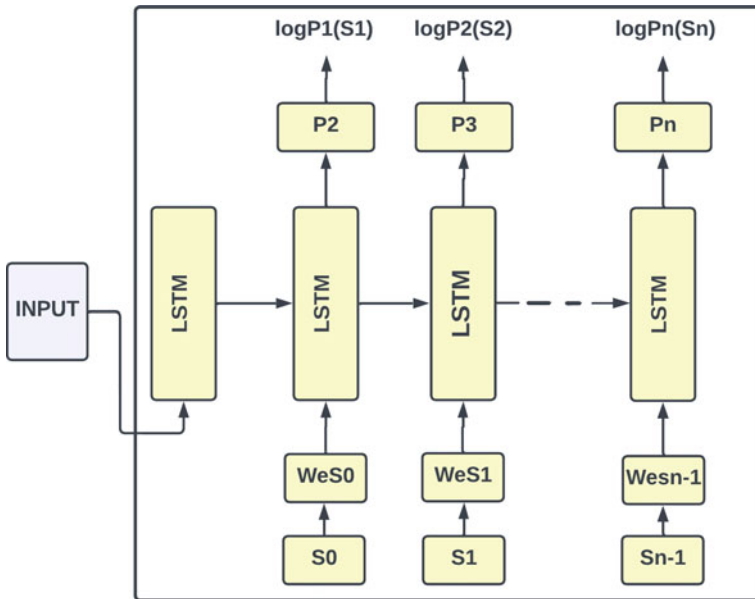 logP1(S1) logP2(S2) logPn(Sn)
P2 P3 Pn
INPUT
LSTM LSTM LSTM LSTM
WeS0 WeS1 Wesn-1
S0 S1 Sn-1